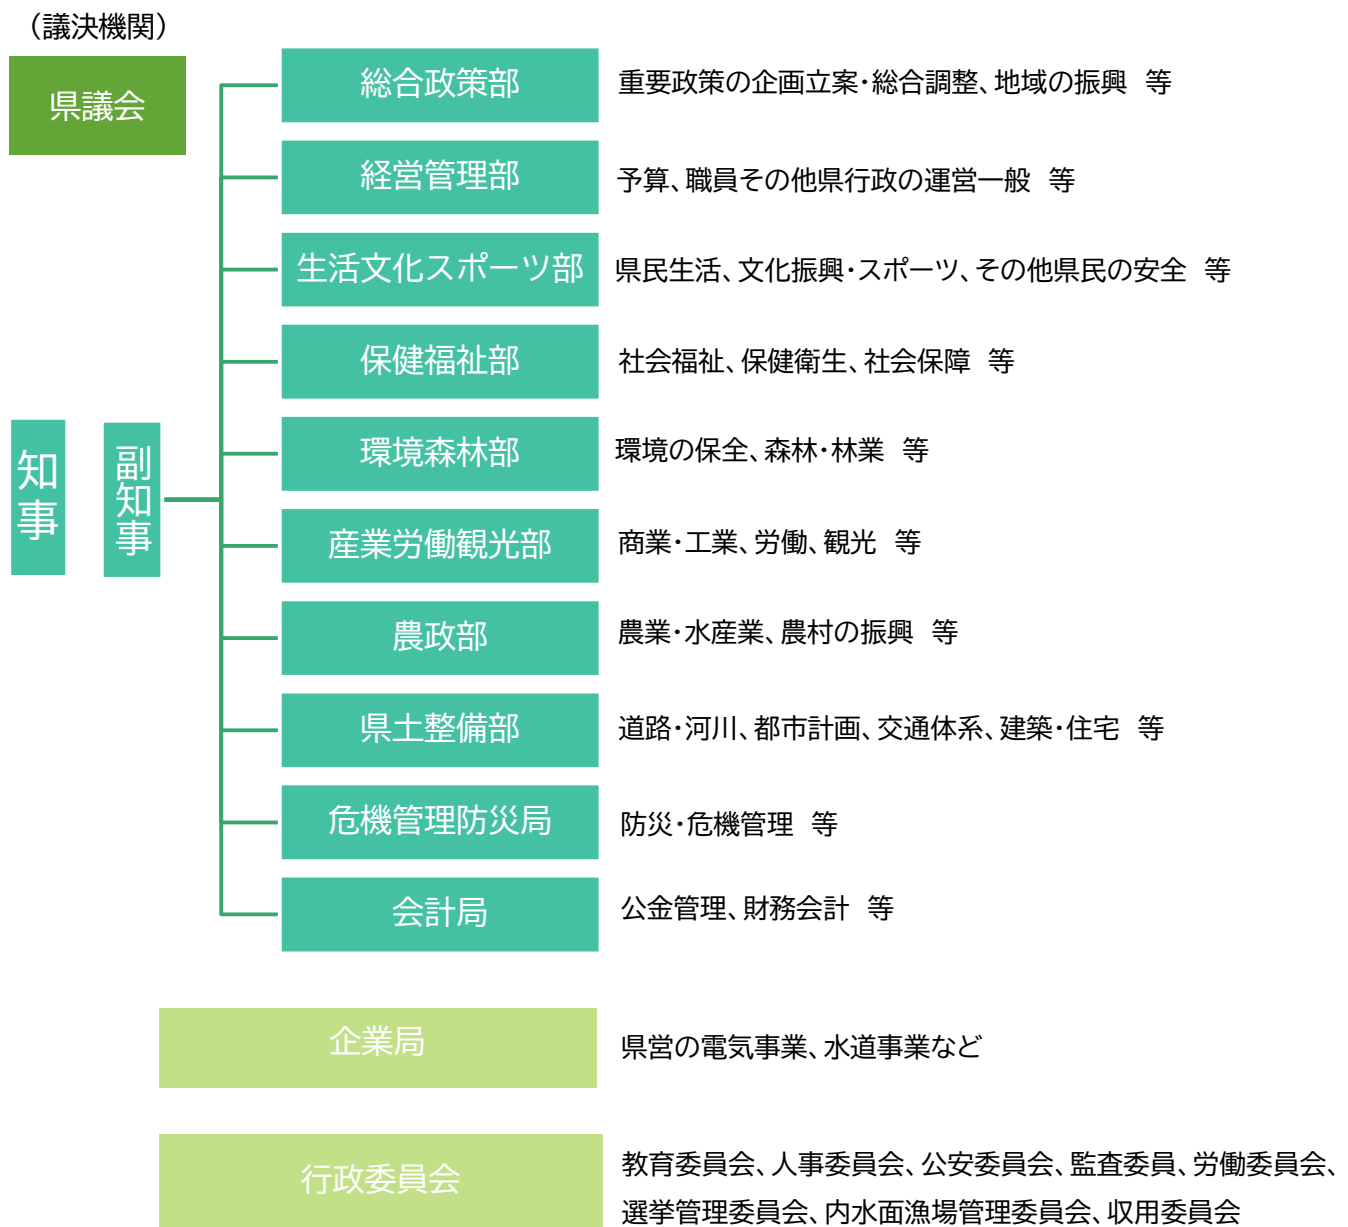 （議決機関）
県議会
知事
副知事
総合政策部
重要政策の企画立案・総合調整、地域の振興　等
経営管理部
予算、職員その他県行政の運営一般　等
生活文化スポーツ部
県民生活、文化振興・スポーツ、その他県民の安全　等
保健福祉部
社会福祉、保健衛生、社会保障　等
環境森林部
環境の保全、森林・林業　等
産業労働観光部
商業・工業、労働、観光　等
農政部
農業・水産業、農村の振興　等
県土整備部
道路・河川、都市計画、交通体系、建築・住宅　等
危機管理防災局
防災・危機管理　等
会計局
公金管理、財務会計　等
企業局
県営の電気事業、水道事業など
行政委員会
教育委員会、人事委員会、公安委員会、監査委員、労働委員会、
選挙管理委員会、内水面漁場管理委員会、収用委員会